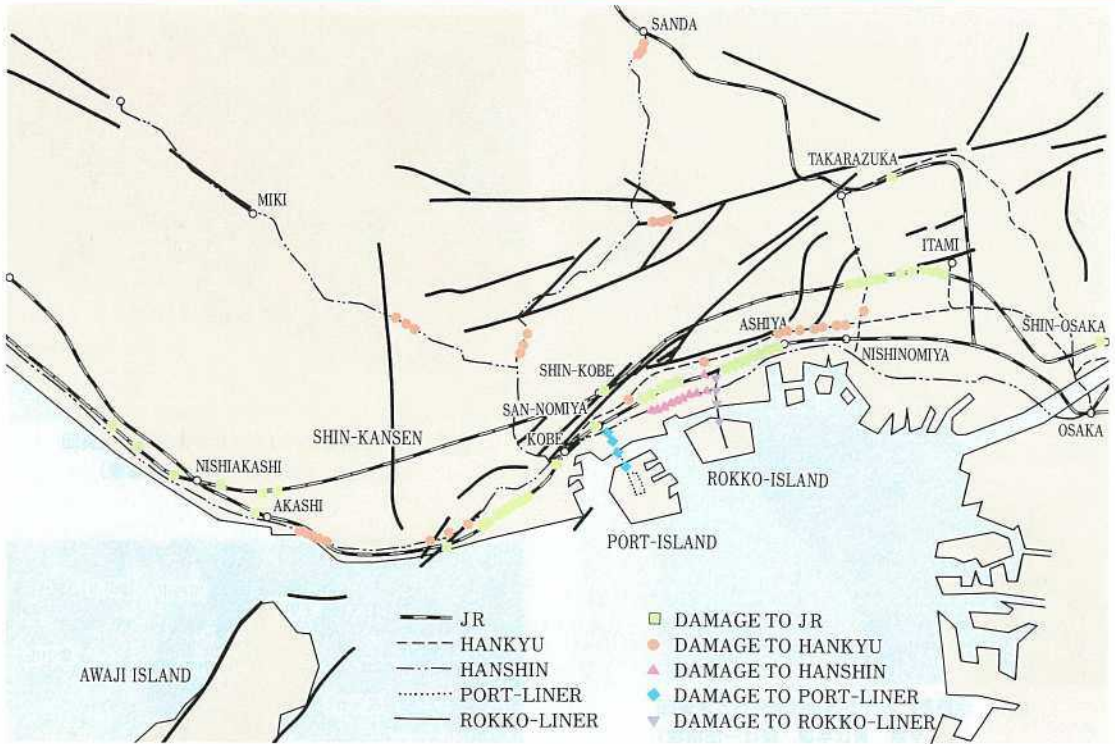 SANDA
TAKARAZUKA
MIKI
ITAMI
ASHIYA
SHIN-OSAKA
NISHINOMIYA
SHIN-KOBE
SAN-NOMIYA
OSAKA
SHIN-KANSEN
KOBE
NISHIAKASHI
ROKKO-ISLAND
AKASHI
PORT-ISLAND
AWAJI ISLAND
JR
HANKYU
HANSHIN
PORT-LINER
ROKKO-LINER
DAMAGE TO JR
DAMAGE TO HANKYU
DAMAGE TO HANSHIN
DAMAGE TO PORT-LINER
DAMAGE TO ROKKO-LINER